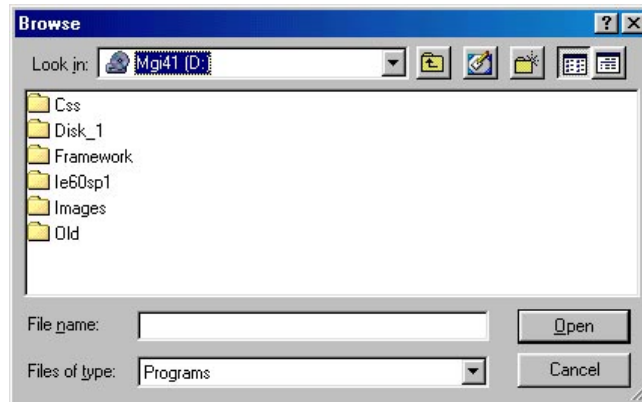 Browse
Look in: Mgi41 (D:)
Css
Disk_1
Framework
Ie60sp1
Images
Old
File name:
Open
Files of type: Programs
Cancel